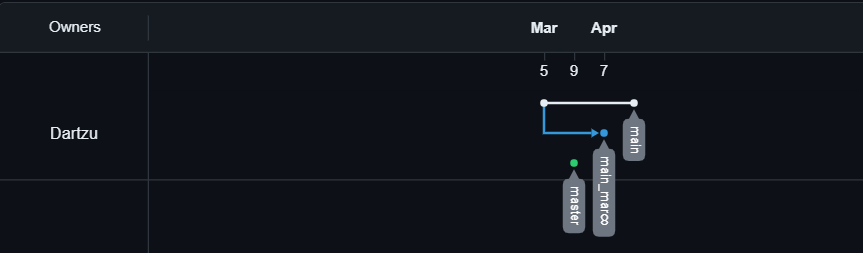 Owners
Mar Apr
5 9 7
Dartzu
main
main_marco
master